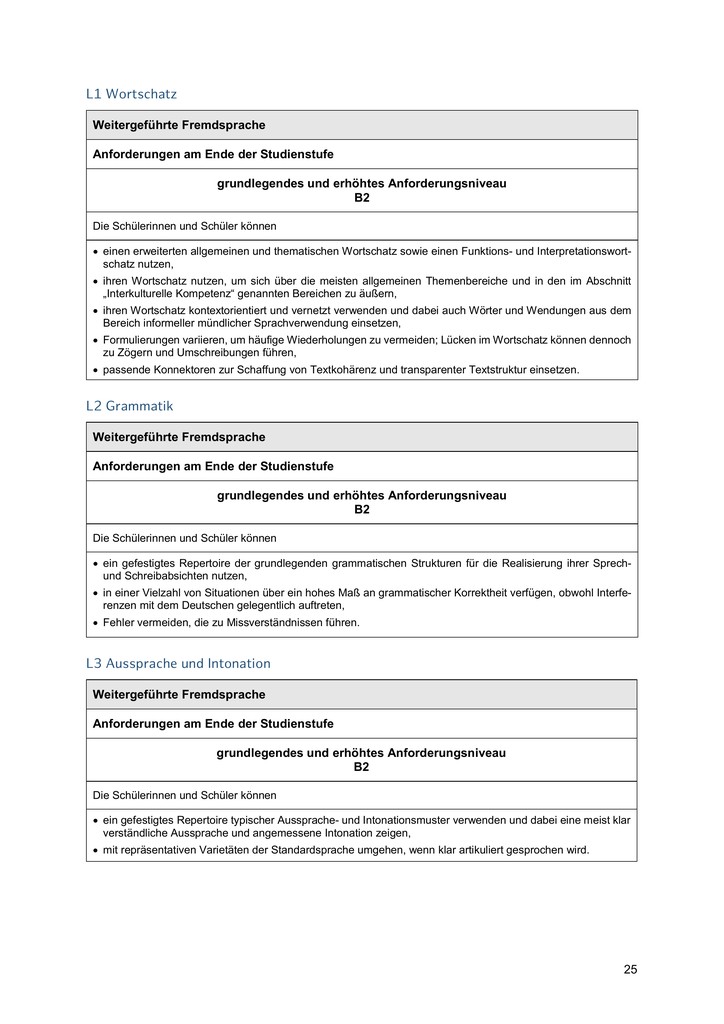 L1 Wortschatz
Weitergeführte Fremdsprache
Anforderungen am Ende der Studienstufe
grundlegendes und erhöhtes Anforderungsniveau
B2
Die Schülerinnen und Schüler können
• einen erweiterten allgemeinen und thematischen Wortschatz sowie einen Funktions- und Interpretationswort-
schatz nutzen,
• ihren Wortschatz nutzen, um sich über die meisten allgemeinen Themenbereiche und in den im Abschnitt
„Interkulturelle Kompetenz“ genannten Bereichen zu äußern,
• ihren Wortschatz kontextorientiert und vernetzt verwenden und dabei auch Wörter und Wendungen aus dem
Bereich informeller mündlicher Sprachverwendung einsetzen,
• Formulierungen variieren, um häufige Wiederholungen zu vermeiden; Lücken im Wortschatz können dennoch
zu Zögern und Umschreibungen führen,
• passende Konnektoren zur Schaffung von Textkohärenz und transparenter Textstruktur einsetzen.
L2 Grammatik
Weitergeführte Fremdsprache
Anforderungen am Ende der Studienstufe
grundlegendes und erhöhtes Anforderungsniveau
B2
Die Schülerinnen und Schüler können
• ein gefestigtes Repertoire der grundlegenden grammatischen Strukturen für die Realisierung ihrer Sprech-
und Schreibabsichten nutzen,
• in einer Vielzahl von Situationen über ein hohes Maß an grammatischer Korrektheit verfügen, obwohl Interfe-
renzen mit dem Deutschen gelegentlich auftreten,
• Fehler vermeiden, die zu Missverständnissen führen.
L3 Aussprache und Intonation
Weitergeführte Fremdsprache
Anforderungen am Ende der Studienstufe
grundlegendes und erhöhtes Anforderungsniveau
B2
Die Schülerinnen und Schüler können
• ein gefestigtes Repertoire typischer Aussprache- und Intonationsmuster verwenden und dabei eine meist klar
verständliche Aussprache und angemessene Intonation zeigen,
• mit repräsentativen Varietäten der Standardsprache umgehen, wenn klar artikuliert gesprochen wird.
25